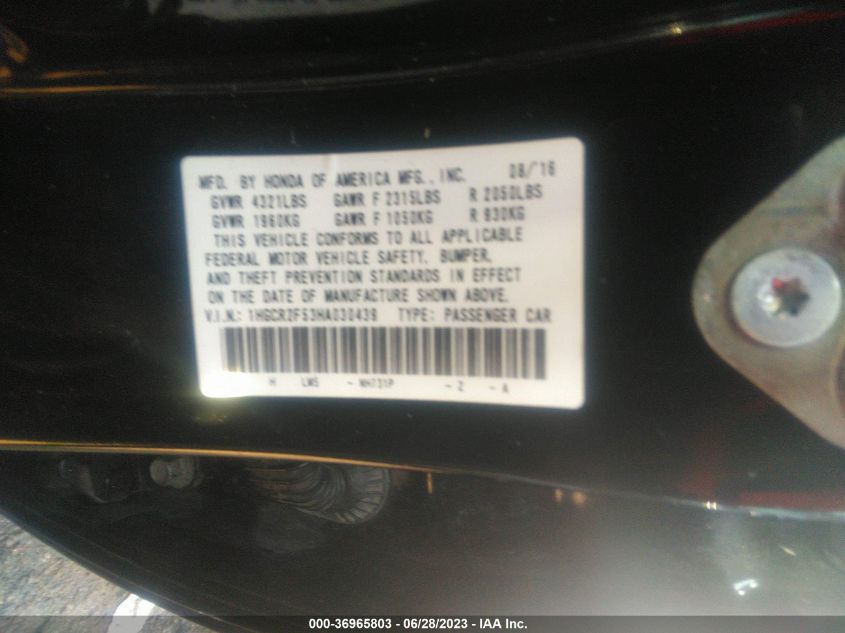 MFD. BY HONDA OF AMERICA MFG., INC. 08/'16
GVWR 4321LBS GAWR F 2315LBS R 2050LBS
GVWR 1960KG GAWR F 1050KG R 930KG
THIS VEHICLE CONFORMS TO ALL APPLICABLE
FEDERAL MOTOR VEHICLE SAFETY, BUMPER,
AND THEFT PREVENTION STANDARDS IN EFFECT
ON THE DATE OF MANUFACTURE SHOWN ABOVE.
V.I.N.: 1HGCR2F53HA030439 TYPE: PASSENGER CAR
H LWS - NH731P - Z - A
000-36965803 - 06/28/2023 - IAA Inc.